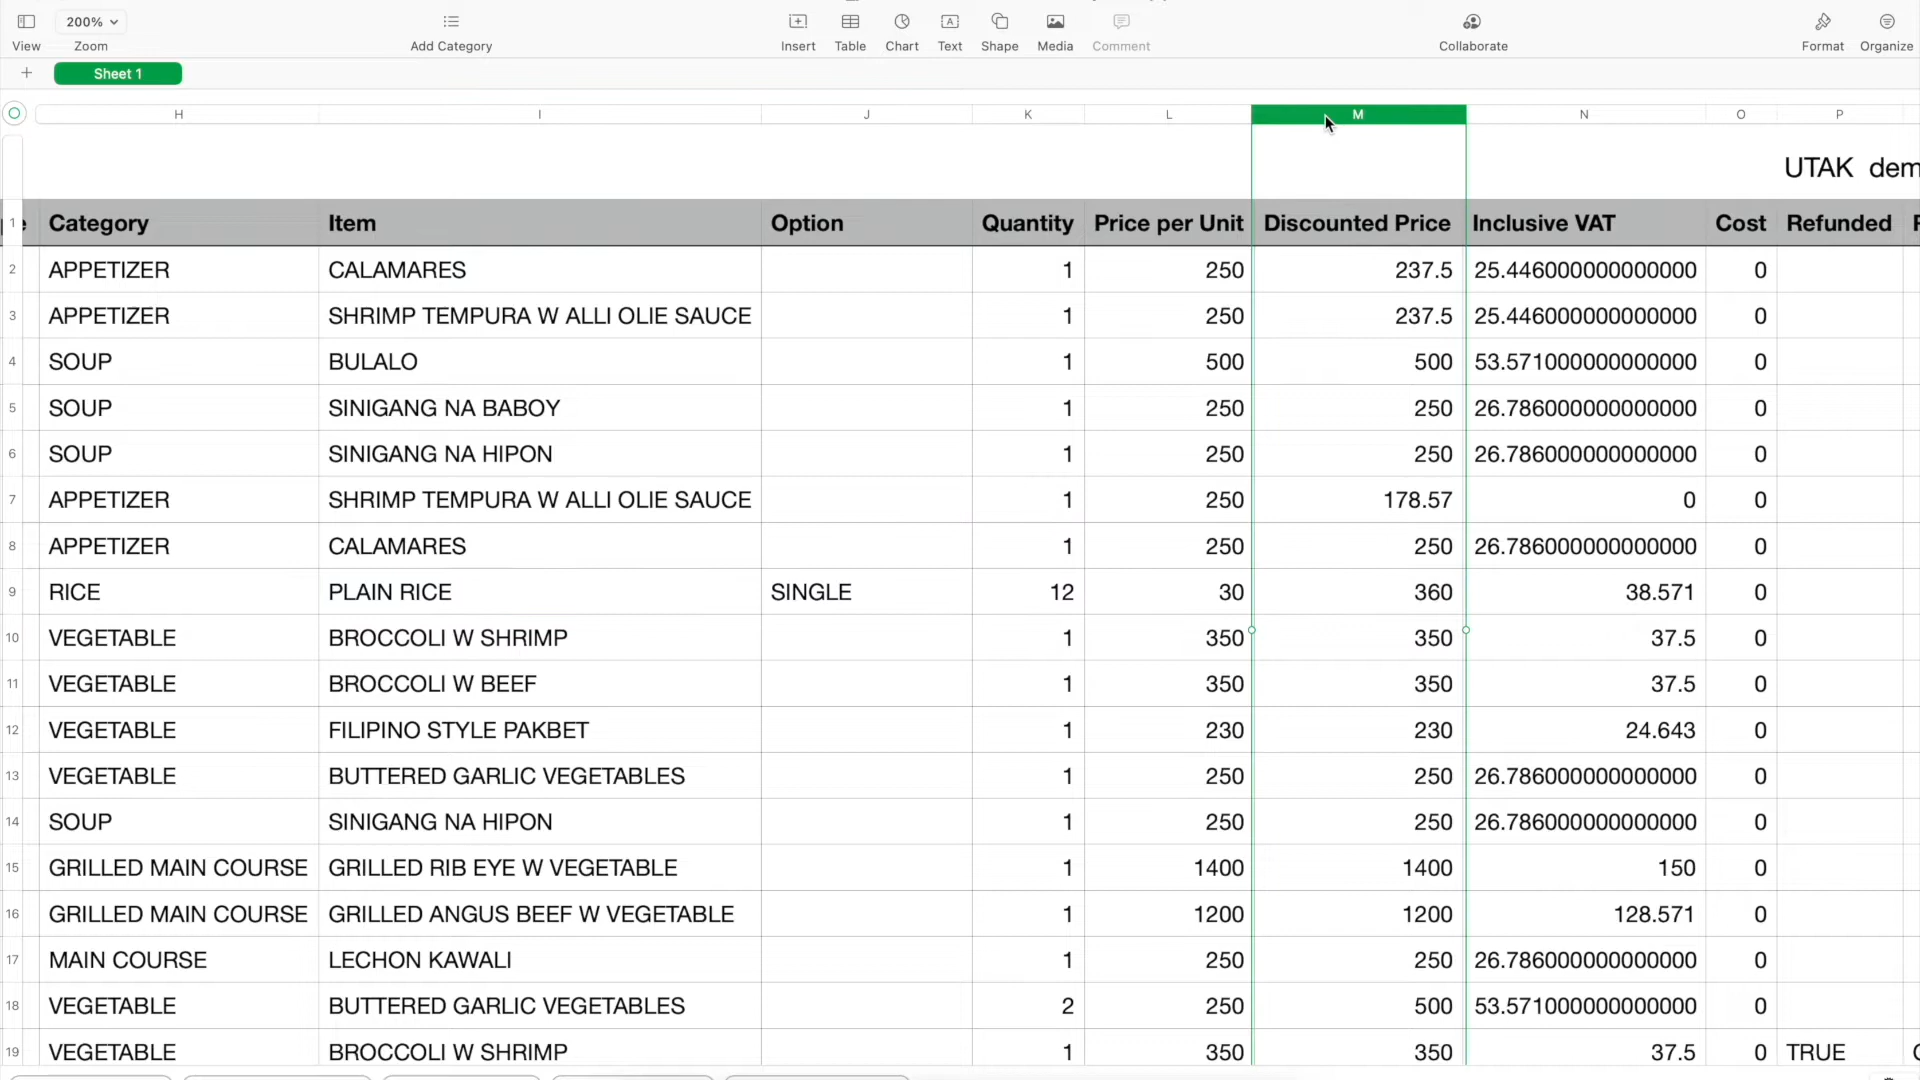 200%
View
Zoom
Add Category
Insert
Table
Chart
Text
Shape
Media
Comment
Collaborate
Format
Organize
Sheet 1
H I J K L M N O P
UTAK dem
1 e Category Item Option Quantity Price per Unit Discounted Price Inclusive VAT Cost Refunded
2 APPETIZER CALAMARES 1 250 237.5 25.446000000000000 0
3 APPETIZER SHRIMP TEMPURA W ALLI OLIE SAUCE 1 250 237.5 25.446000000000000 0
4 SOUP BULALO 1 500 500 53.571000000000000 0
5 SOUP SINIGANG NA BABOY 1 250 250 26.786000000000000 0
6 SOUP SINIGANG NA HIPON 1 250 250 26.786000000000000 0
7 APPETIZER SHRIMP TEMPURA W ALLI OLIE SAUCE 1 250 178.57 0 0
8 APPETIZER CALAMARES 1 250 250 26.786000000000000 0
9 RICE PLAIN RICE SINGLE 12 30 360 38.571 0
10 VEGETABLE BROCCOLI W SHRIMP 1 350 350 37.5 0
11 VEGETABLE BROCCOLI W BEEF 1 350 350 37.5 0
12 VEGETABLE FILIPINO STYLE PAKBET 1 230 230 24.643 0
13 VEGETABLE BUTTERED GARLIC VEGETABLES 1 250 250 26.786000000000000 0
14 SOUP SINIGANG NA HIPON 1 250 250 26.786000000000000 0
15 GRILLED MAIN COURSE GRILLED RIB EYE W VEGETABLE 1 1400 1400 150 0
16 GRILLED MAIN COURSE GRILLED ANGUS BEEF W VEGETABLE 1 1200 1200 128.571 0
17 MAIN COURSE LECHON KAWALI 1 250 250 26.786000000000000 0
18 VEGETABLE BUTTERED GARLIC VEGETABLES 2 250 500 53.571000000000000 0
19 VEGETABLE BROCCOLI W SHRIMP 1 350 350 37.5 0 TRUE